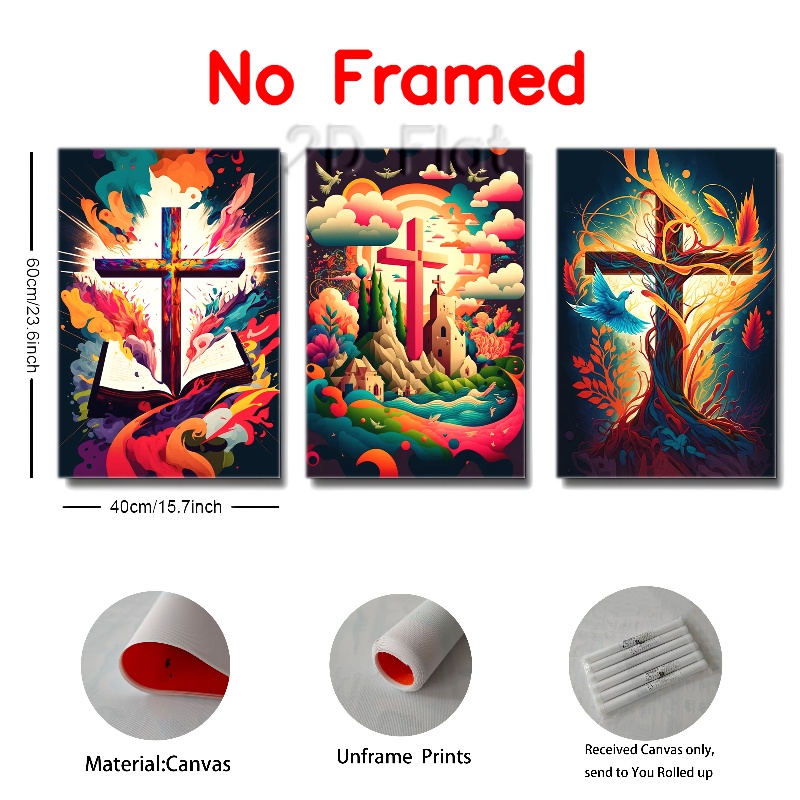 No Framed
2D Flat
60cm/23.6inch
40cm/15.7inch
Material:Canvas
Unframe Prints
Received Canvas only,
send to You Rolled up